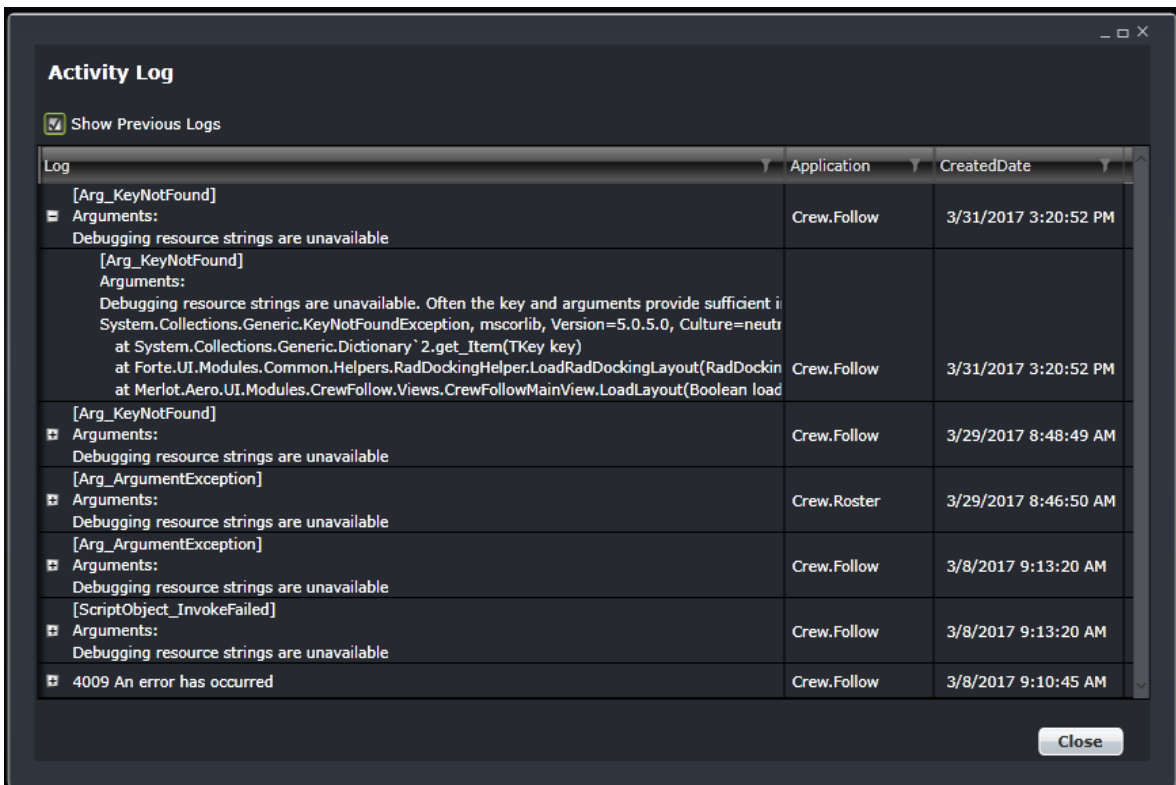 Activity Log
Show Previous Logs
Log Application CreatedDate
[Arg_KeyNotFound]
Arguments:
Debugging resource strings are unavailable
Crew.Follow 3/31/2017 3:20:52 PM
[Arg_KeyNotFound]
Arguments:
Debugging resource strings are unavailable. Often the key and arguments provide sufficient
System.Collections.Generic.KeyNotFoundException, mscorlib, Version=5.0.5.0, Culture=neutr
at System.Collections.Generic.Dictionary`2.get_Item(TKey key)
at Forte.UI.Modules.Common.Helpers.RadDockingHelper.LoadRadDockingLayout(RadDockin
at Merlot.Aero.UI.Modules.CrewFollow.Views.CrewFollowMainView.LoadLayout(Boolean load
Crew.Follow 3/31/2017 3:20:52 PM
[Arg_KeyNotFound]
Arguments:
Debugging resource strings are unavailable
Crew.Follow 3/29/2017 8:48:49 AM
[Arg_ArgumentException]
Arguments:
Debugging resource strings are unavailable
Crew.Roster 3/29/2017 8:46:50 AM
[Arg_ArgumentException]
Arguments:
Debugging resource strings are unavailable
Crew.Follow 3/8/2017 9:13:20 AM
[ScriptObject_InvokeFailed]
Arguments:
Debugging resource strings are unavailable
Crew.Follow 3/8/2017 9:13:20 AM
4009 An error has occurred Crew.Follow 3/8/2017 9:10:45 AM
Close